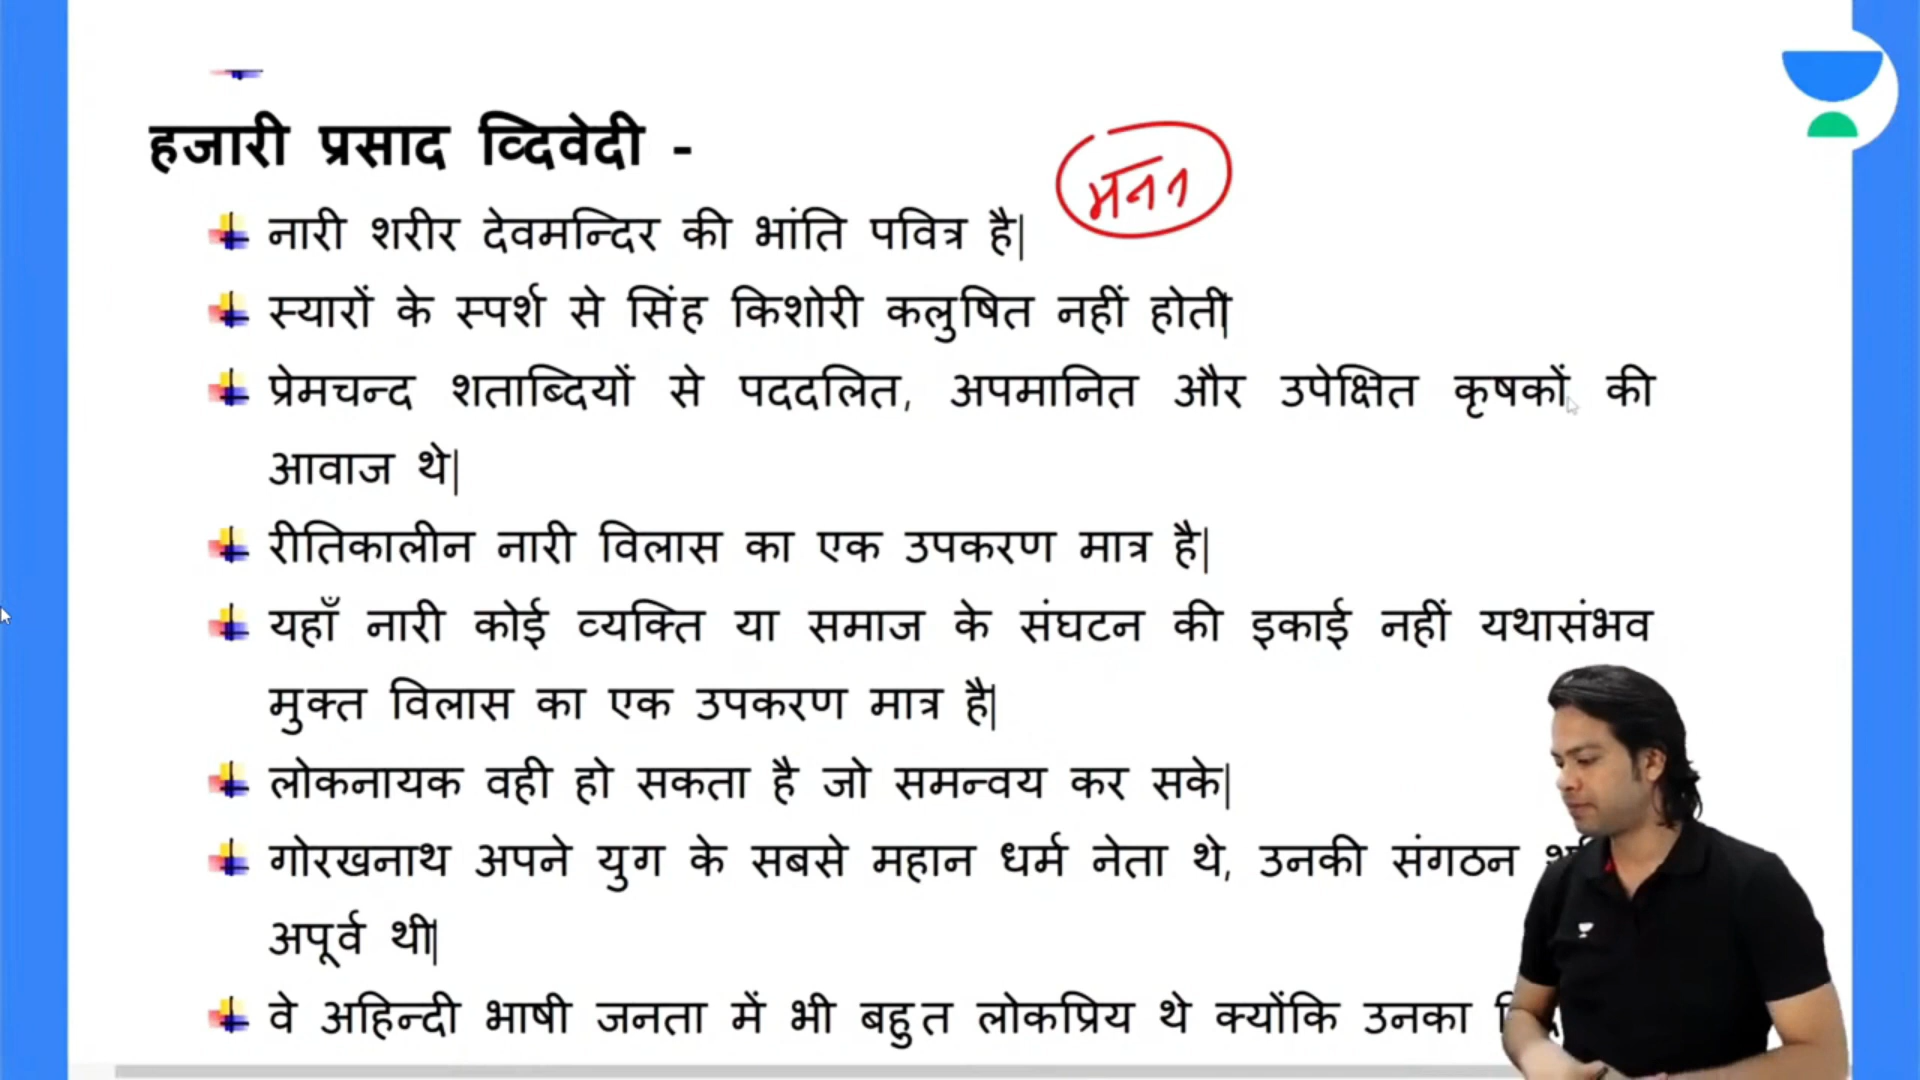 हजारी प्रसाद व्दिवेदी -
मनन
नारी शरीर देवमन्दिर की भांति पवित्र है|
स्यारों के स्पर्श से सिंह किशोरी कलुषित नहीं होती|
प्रेमचन्द शताब्दियों से पददलित, अपमानित और उपेक्षित कृषकों की
आवाज थे|
रीतिकालीन नारी विलास का एक उपकरण मात्र है|
यहाँ नारी कोई व्यक्ति या समाज के संघटन की इकाई नहीं यथासंभव
मुक्त विलास का एक उपकरण मात्र है|
लोकनायक वही हो सकता है जो समन्वय कर सके|
गोरखनाथ अपने युग के सबसे महान धर्म नेता थे, उनकी संगठन
अपूर्व थी|
वे अहिन्दी भाषी जनता में भी बहुत लोकप्रिय थे क्योंकि उनका